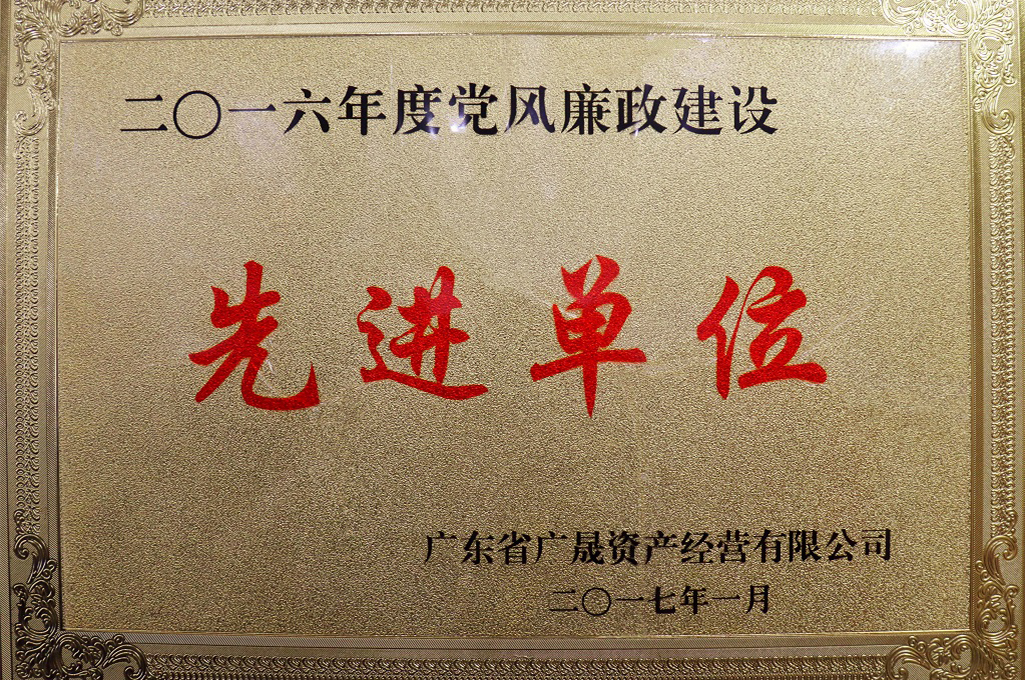 二〇一六年度党风廉政建设
先进单位
广东省广晟资产经营有限公司
二〇一七年一月